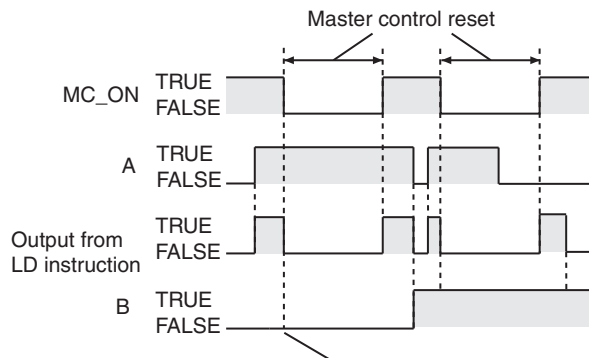 Master control reset
MC_ON
TRUE
FALSE
A
TRUE
FALSE
Output from
LD instruction
TRUE
FALSE
B
TRUE
FALSE